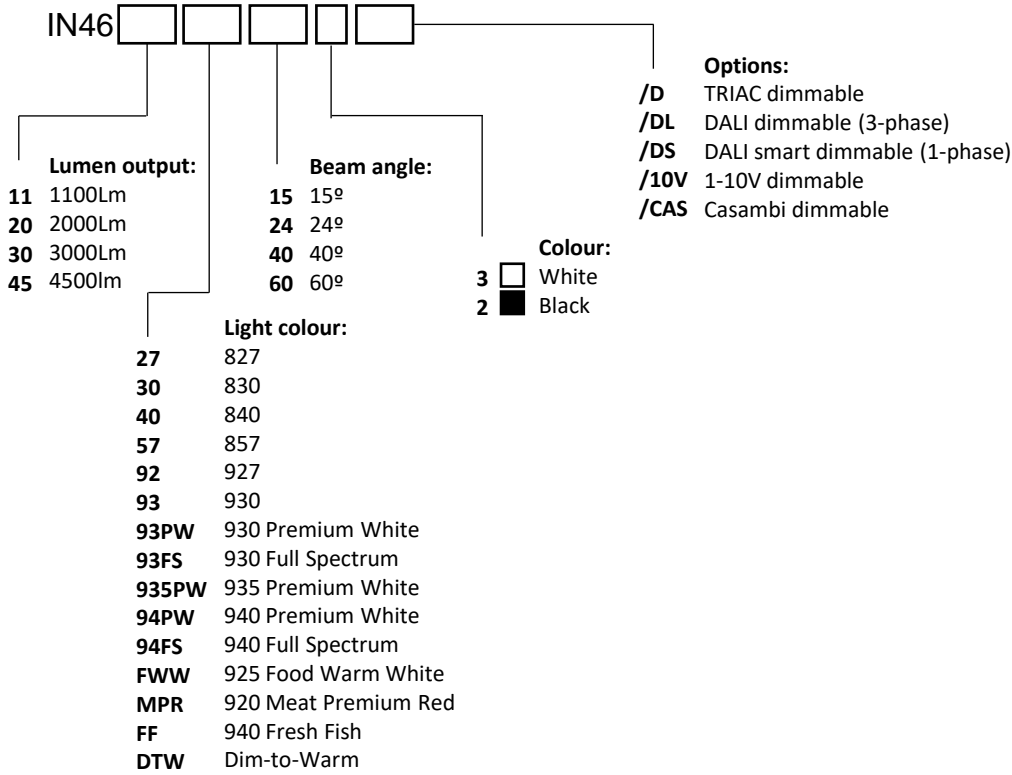 IN46
Options:
/D TRIAC dimmable
/DL DALI dimmable (3-phase)
/DS DALI smart dimmable (1-phase)
/10V 1-10V dimmable
/CAS Casambi dimmable
Lumen output:
11 1100Lm
20 2000Lm
30 3000Lm
45 4500lm
Beam angle:
15 15º
24 24º
40 40º
60 60º
Colour:
3 White
2 Black
Light colour:
27 827
30 830
40 840
57 857
92 927
93 930
93PW 930 Premium White
93FS 930 Full Spectrum
935PW 935 Premium White
94PW 940 Premium White
94FS 940 Full Spectrum
FWW 925 Food Warm White
MPR 920 Meat Premium Red
FF 940 Fresh Fish
DTW Dim-to-Warm